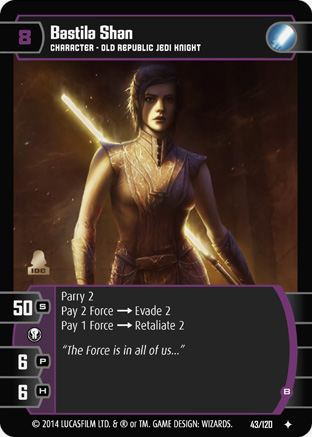 8
Bastila Shan
CHARACTER - OLD REPUBLIC JEDI KNIGHT
IDC
50 S
6 P
6 H
Parry 2
Pay 2 Force → Evade 2
Pay 1 Force → Retaliate 2
"The Force is in all of us..."
B
© 2014 LUCASFILM LTD. & ® or TM. GAME DESIGN: WIZARDS.
43/120